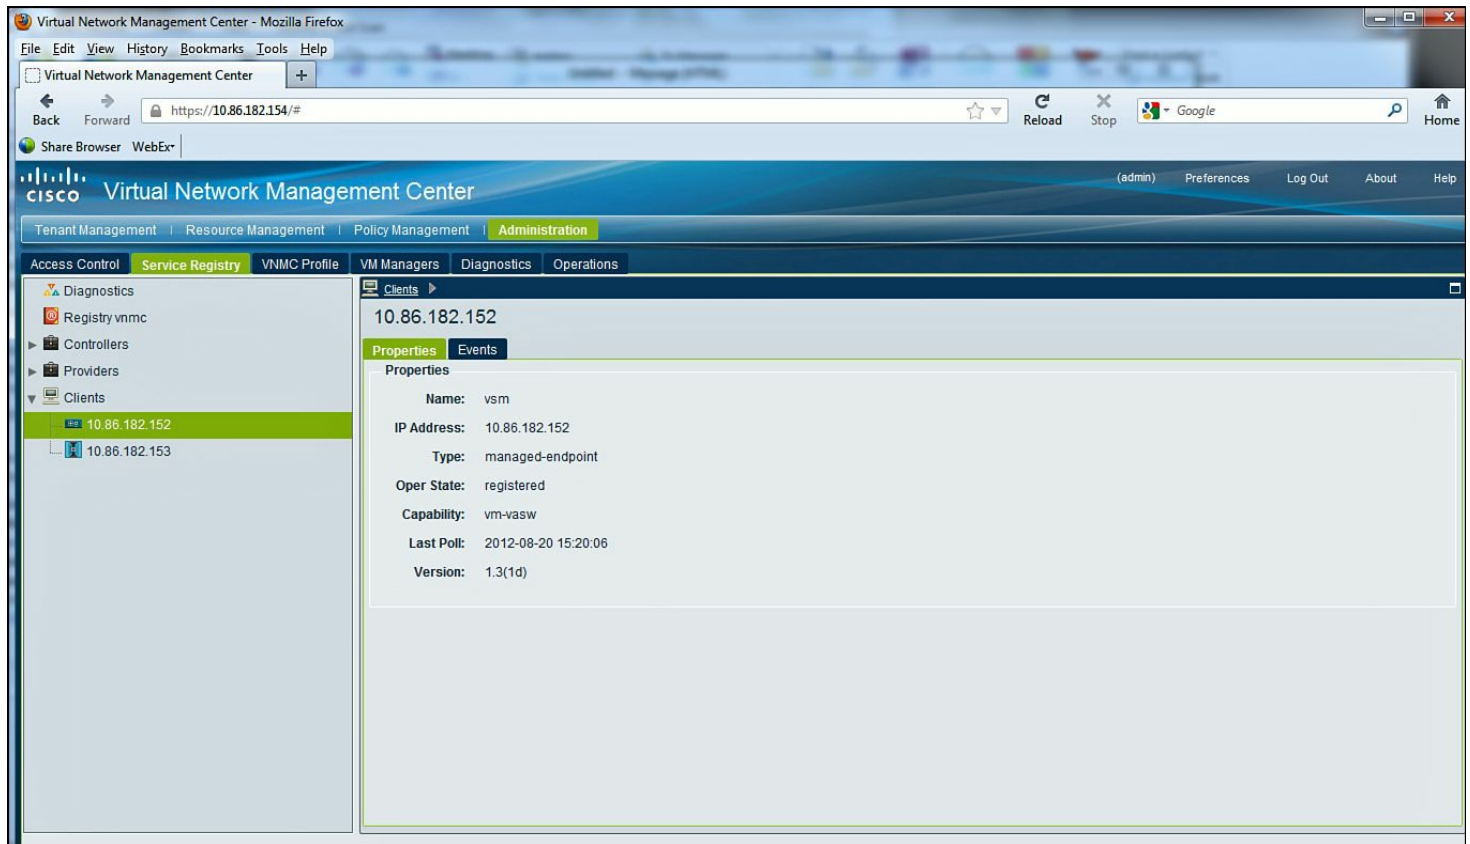 Virtual Network Management Center - Mozilla Firefox
File Edit View History Bookmarks Tools Help
Virtual Network Management Center +
Back Forward https://10.86.182.154/# Reload Stop Google Home
Share Browser WebEx
CISCO Virtual Network Management Center (admin) Preferences Log Out About Help
Tenant Management | Resource Management | Policy Management | Administration
Access Control Service Registry VNMC Profile VM Managers Diagnostics Operations
Diagnostics
Registry vnmc
Controllers
Providers
Clients
10.86.182.152
10.86.182.153
Clients
10.86.182.152
Properties Events
Properties
Name: vsm
IP Address: 10.86.182.152
Type: managed-endpoint
Oper State: registered
Capability: vm-vasw
Last Poll: 2012-08-20 15:20:06
Version: 1.3(1d)